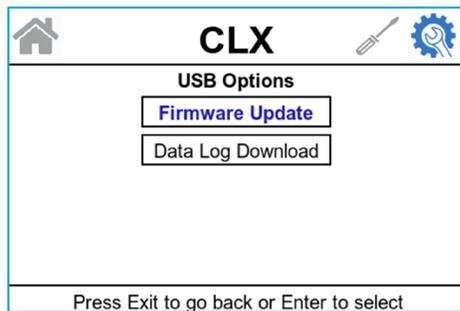 CLX
USB Options
Firmware Update
Data Log Download
Press Exit to go back or Enter to select